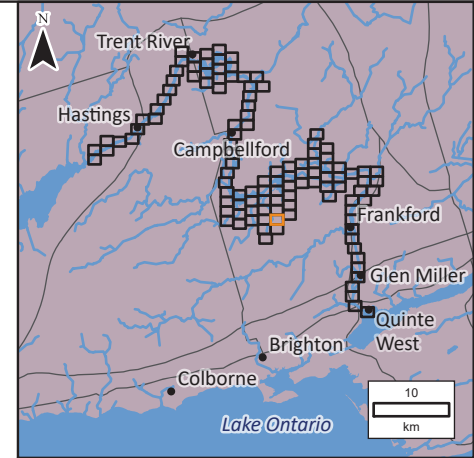 N
Trent River
Hastings
Campbellford
Frankford
Glen Miller
Quinte
West
Brighton
Colborne
10
km
Lake Ontario